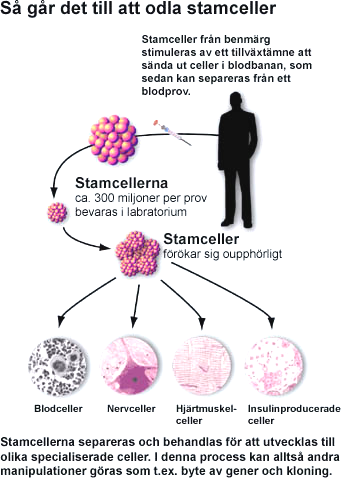 Så går det till att odla stamceller
Stamceller från benmärg
stimuleras av ett tillväxtämne att
sända ut celler i blodbanan, som
sedan kan separeras från ett
blodprov.
Stamcellerna
ca. 300 miljoner per prov
bevaras i labratorium
Stamceller
förökar sig oupphörligt
Blodceller
Nervceller
Hjärtmuskel-
celler
Insulinproducerade
celler
Stamcellerna separeras och behandlas för att utvecklas till
olika specialiserade celler. I denna process kan alltså andra
manipulationer göras som t.ex. byte av gener och kloning.